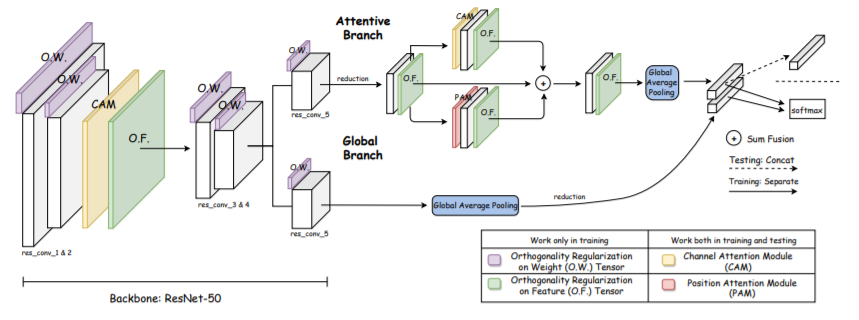 O.W.
O.W.
CAM
O.F.
res_conv_1 & 2
O.W.
O.W.
res_conv_3 & 4
O.W.
res_conv_5
Attentive
Branch
reduction
O.F.
CAM
O.F.
PAM
O.F.
+
O.F.
Global
Average
Pooling
softmax
+ Sum Fusion
Testing: Concat
Training: Separate
Global
Branch
O.W.
res_conv_5
Global Average Pooling
reduction
Backbone: ResNet-50
Work only in training
Work both in training and testing
Orthogonality Regularization
on Weight (O.W.) Tensor
Channel Attention Module
(CAM)
Orthogonality Regularization
on Feature (O.F.) Tensor
Position Attention Module
(PAM)